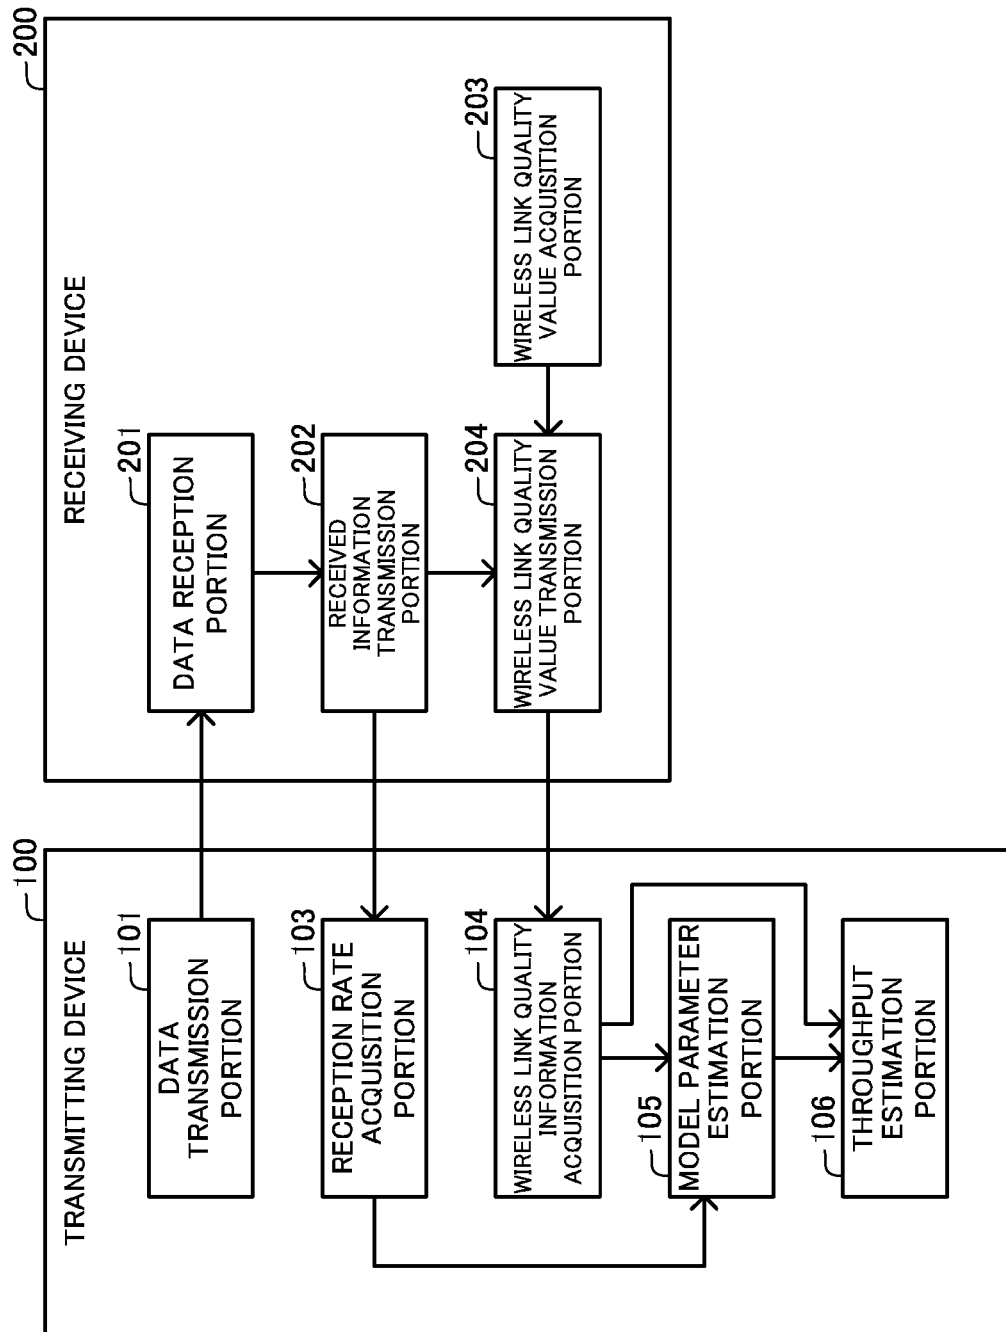 100
TRANSMITTING DEVICE
101
DATA
TRANSMISSION
PORTION
103
RECEPTION RATE
ACQUISITION
PORTION
104
WIRELESS LINK QUALITY
INFORMATION
ACQUISITION PORTION
105
MODEL PARAMETER
ESTIMATION
PORTION
106
THROUGHPUT
ESTIMATION
PORTION
200
RECEIVING DEVICE
201
DATA RECEPTION
PORTION
202
RECEIVED
INFORMATION
TRANSMISSION
PORTION
204
WIRELESS LINK QUALITY
VALUE TRANSMISSION
PORTION
203
WIRELESS LINK QUALITY
VALUE ACQUISITION
PORTION